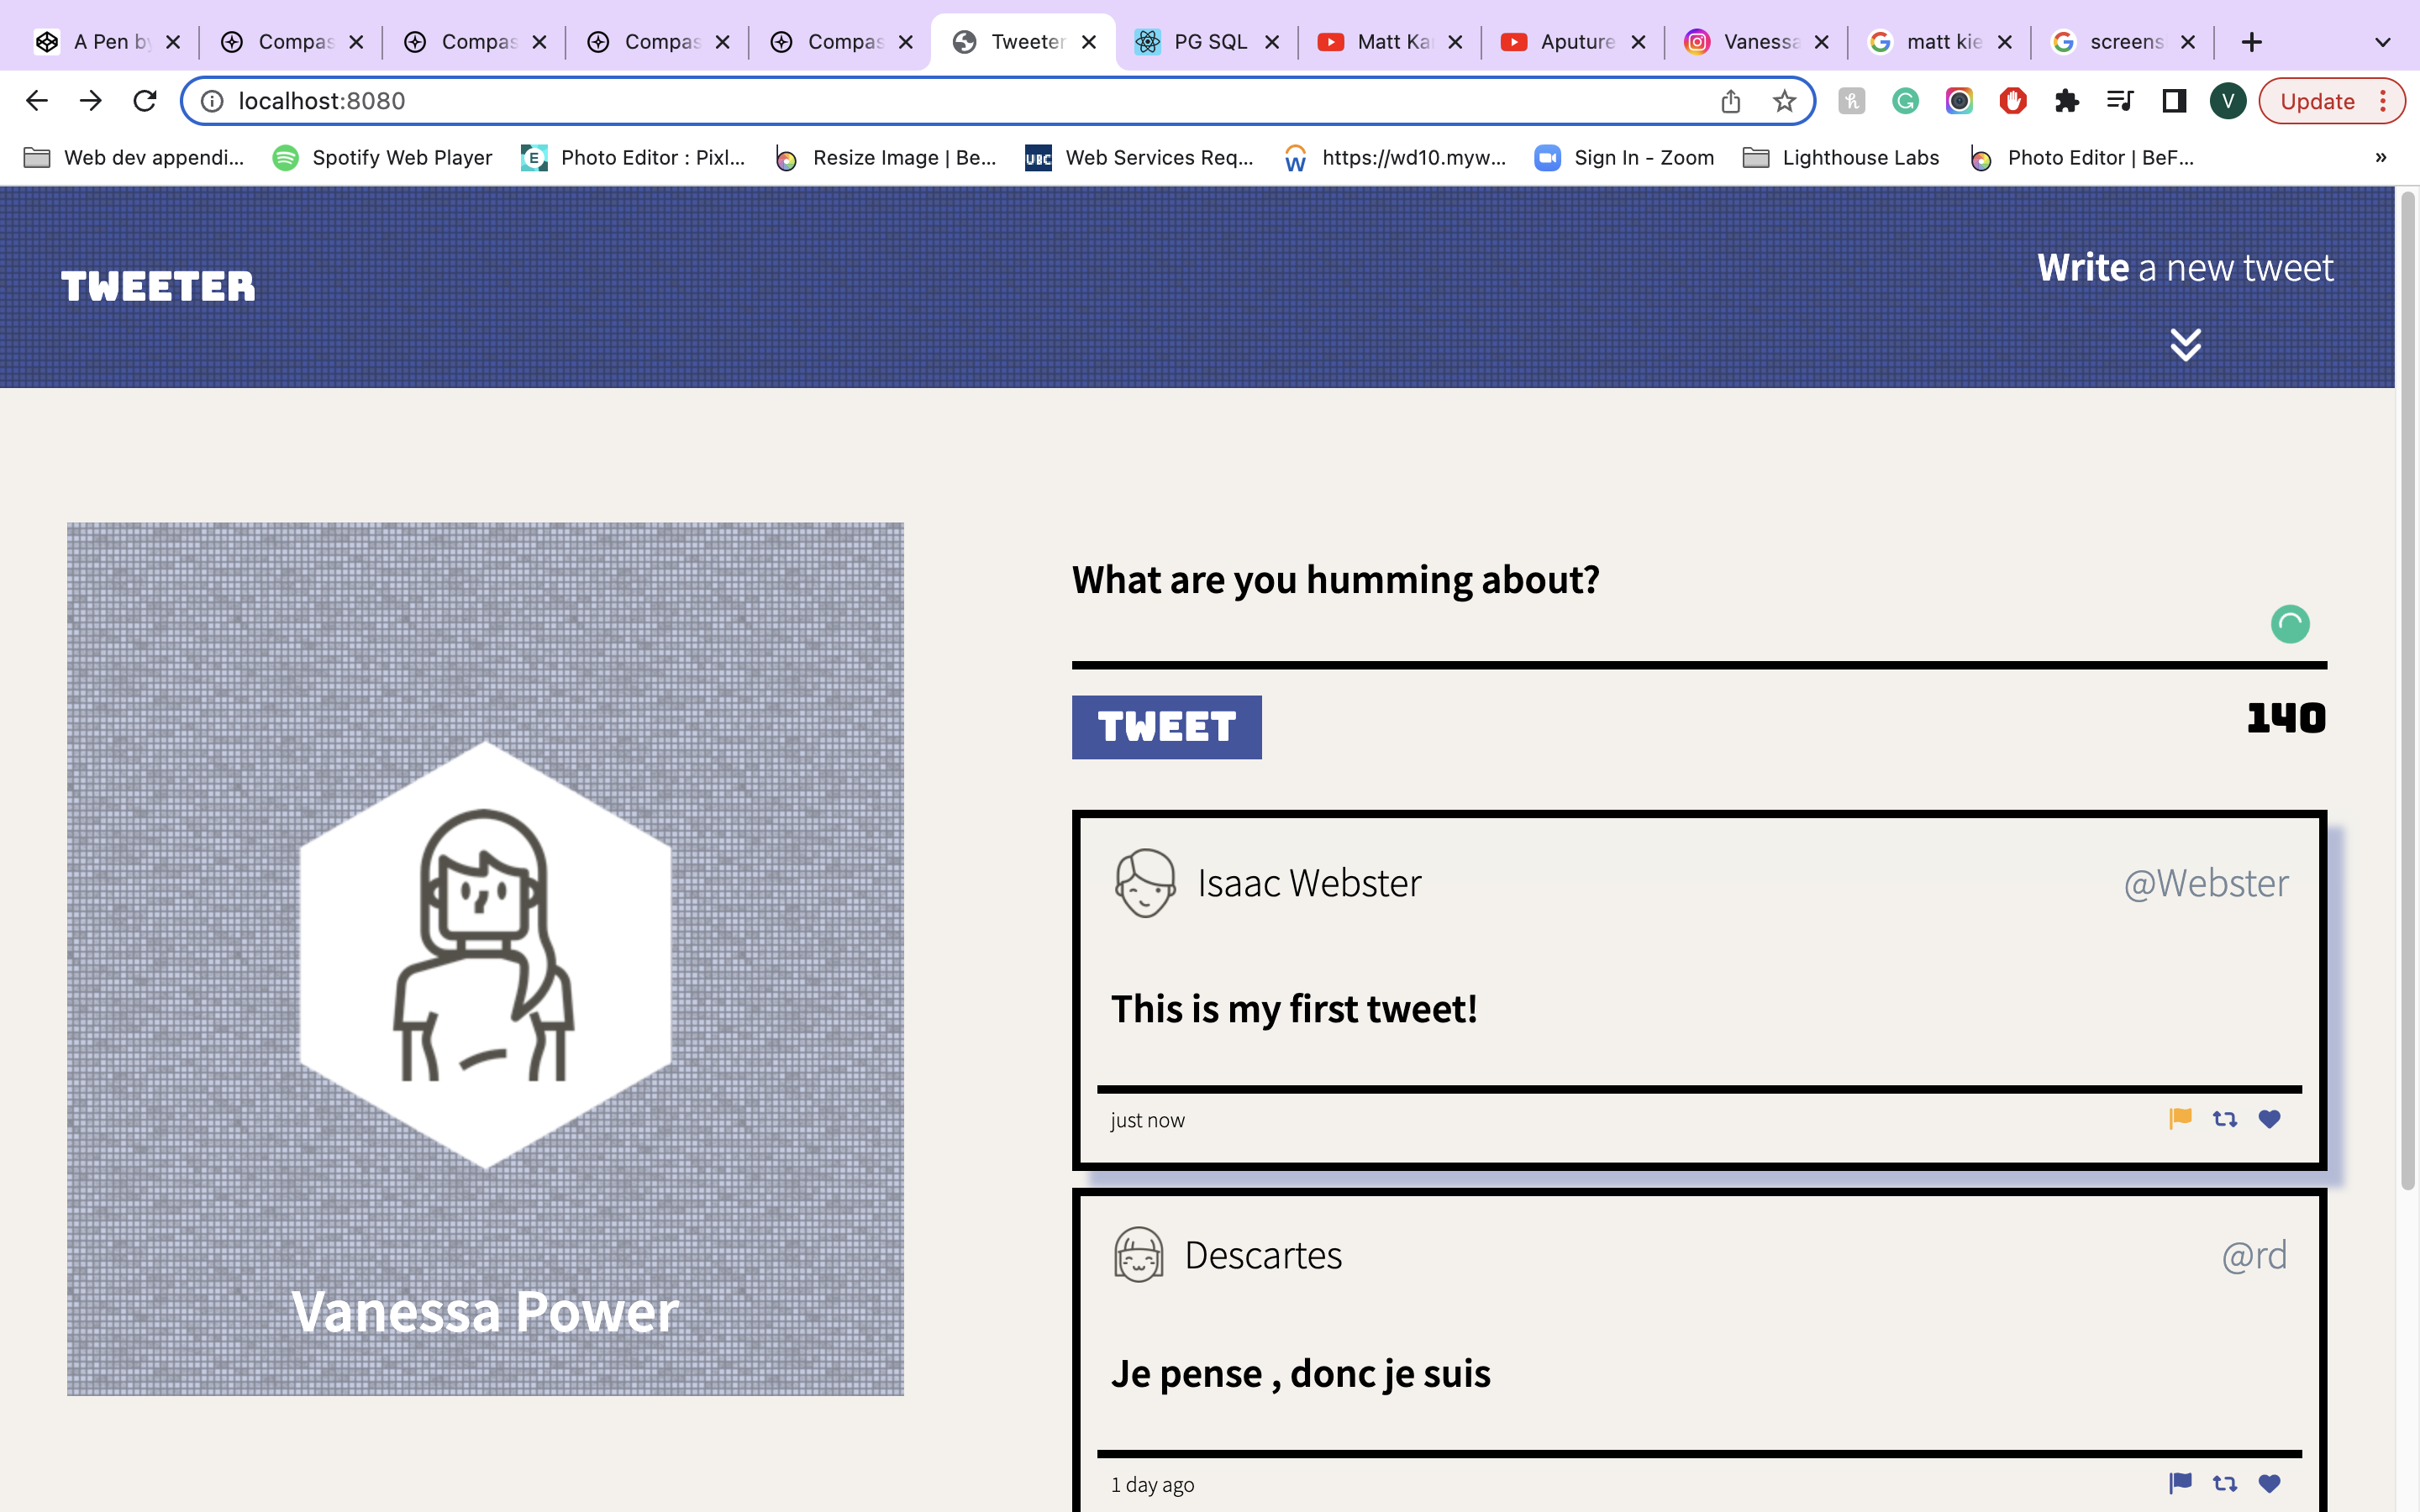 A Pen by
Compas
Compas
Compas
Compas
Tweeter
PG SQL
Matt Ka
Aputure
Vanessa
matt kie
screens
localhost:8080
V
Update
Web dev appendi...
Spotify Web Player
E
Photo Editor : Pixl...
Resize Image | Be...
UBC
Web Services Req...
W
https://wd10.myw...
Sign In - Zoom
Lighthouse Labs
Photo Editor | BeF...
»
TWEETER
Write a new tweet
What are you humming about?
TWEET
140
Isaac Webster
@Webster
This is my first tweet!
just now
Descartes
@rd
Je pense , donc je suis
1 day ago
Vanessa Power